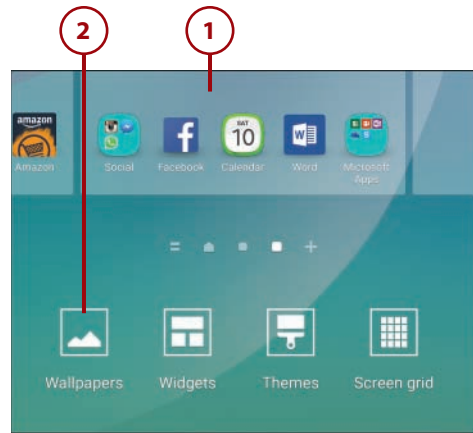 2 1
amazon
SAT
10
Amazon Social Facebook Calendar Word Microsoft
Apps
Wallpapers Widgets Themes Screen grid